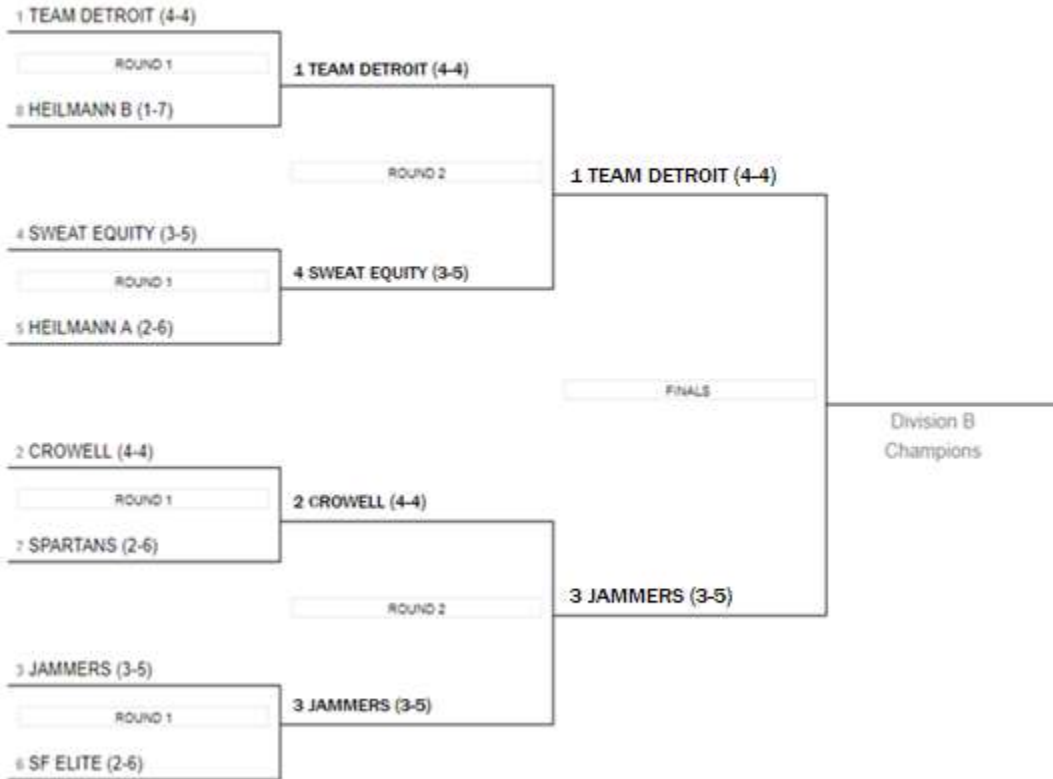 1 TEAM DETROIT (4-4)
ROUND 1
8 HEILMANN B (1-7)
1 TEAM DETROIT (4-4)
ROUND 2
4 SWEAT EQUITY (3-5)
ROUND 1
5 HEILMANN A (2-6)
4 SWEAT EQUITY (3-5)
1 TEAM DETROIT (4-4)
FINALS
Division B
Champions
2 CROWELL (4-4)
ROUND 1
7 SPARTANS (2-6)
2 CROWELL (4-4)
ROUND 2
3 JAMMERS (3-5)
3 JAMMERS (3-5)
ROUND 1
6 SF ELITE (2-6)
3 JAMMERS (3-5)